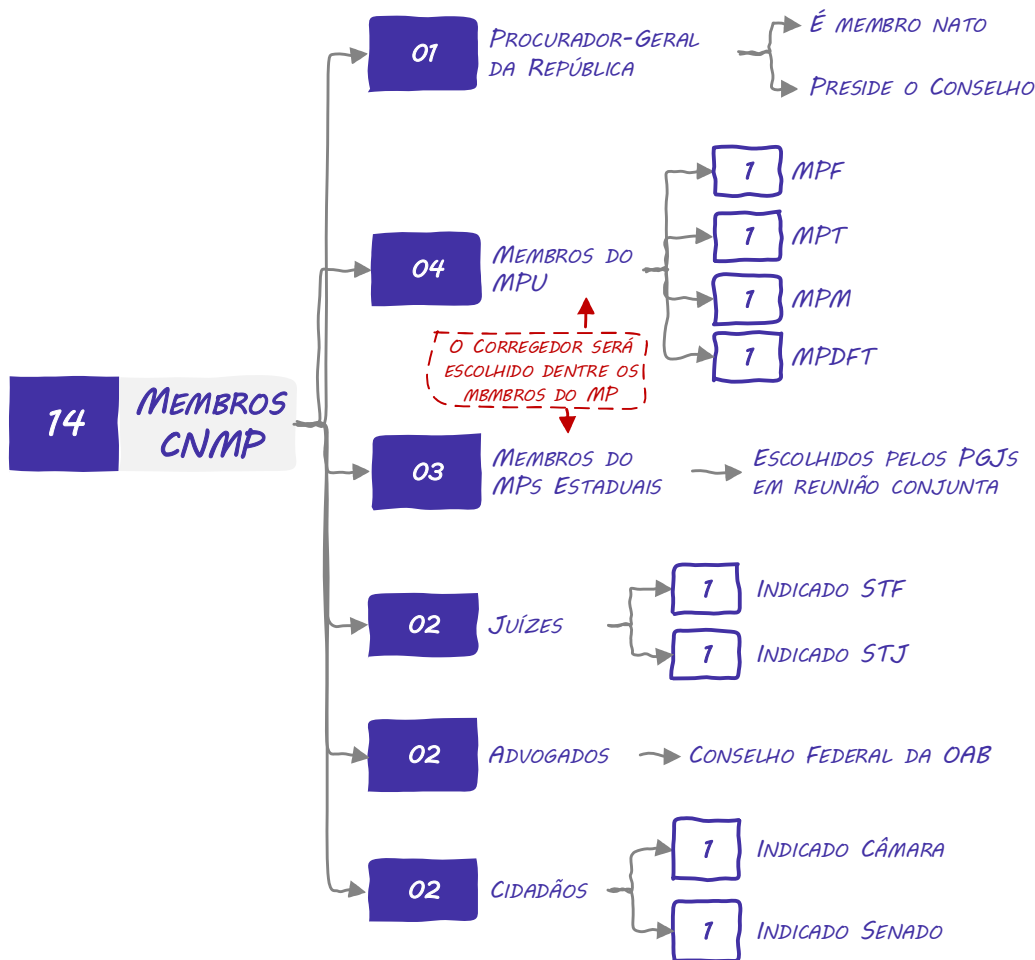 14
Membros
CNMP
01
Procurador-Geral
da República
É membro nato
Preside o Conselho
04
Membros do
MPU
1
MPF
1
MPT
1
MPM
1
MPDFT
O Corregedor será
escolhido dentre os
mbmbros do MP
03
Membros do
MPs Estaduais
Escolhidos pelos PGJs
em reunião conjunta
02
Juízes
1
Indicado STF
1
Indicado STJ
02
Advogados
Conselho Federal da OAB
02
Cidadãos
1
Indicado Câmara
1
Indicado Senado